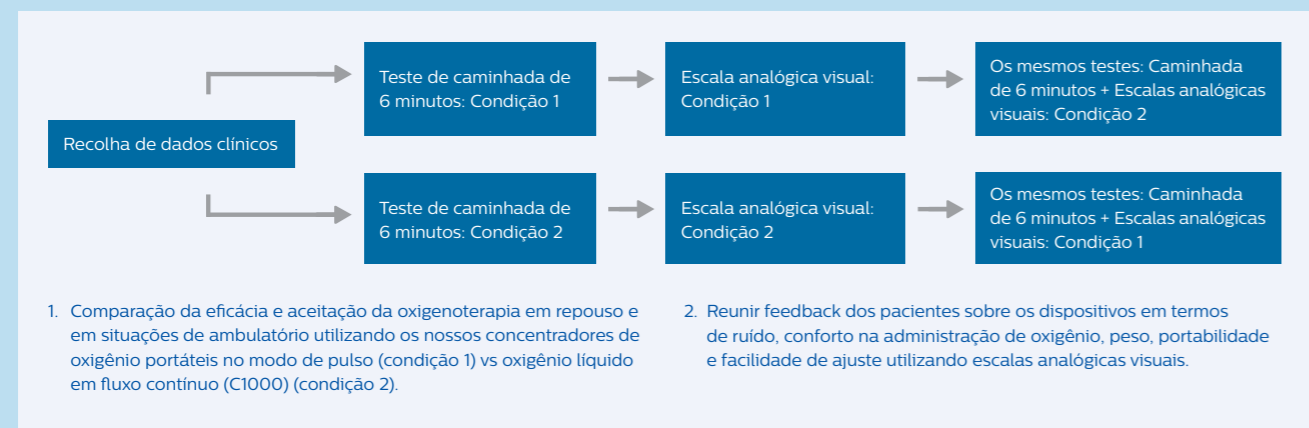 Recolha de dados clínicos
Teste de caminhada de
6 minutos: Condição 1
Escala analógica visual:
Condição 1
Os mesmos testes: Caminhada
de 6 minutos + Escalas analógicas
visuais: Condição 2
Teste de caminhada de
6 minutos: Condição 2
Escala analógica visual:
Condição 2
Os mesmos testes: Caminhada
de 6 minutos + Escalas analógicas
visuais: Condição 1
1. Comparação da eficácia e aceitação da oxigenoterapia em repouso e
em situações de ambulatório utilizando os nossos concentradores de
oxigênio portáteis no modo de pulso (condição 1) vs oxigênio líquido
em fluxo contínuo (C1000) (condição 2).
2. Reunir feedback dos pacientes sobre os dispositivos em termos
de ruído, conforto na administração de oxigênio, peso, portabilidade
e facilidade de ajuste utilizando escalas analógicas visuais.